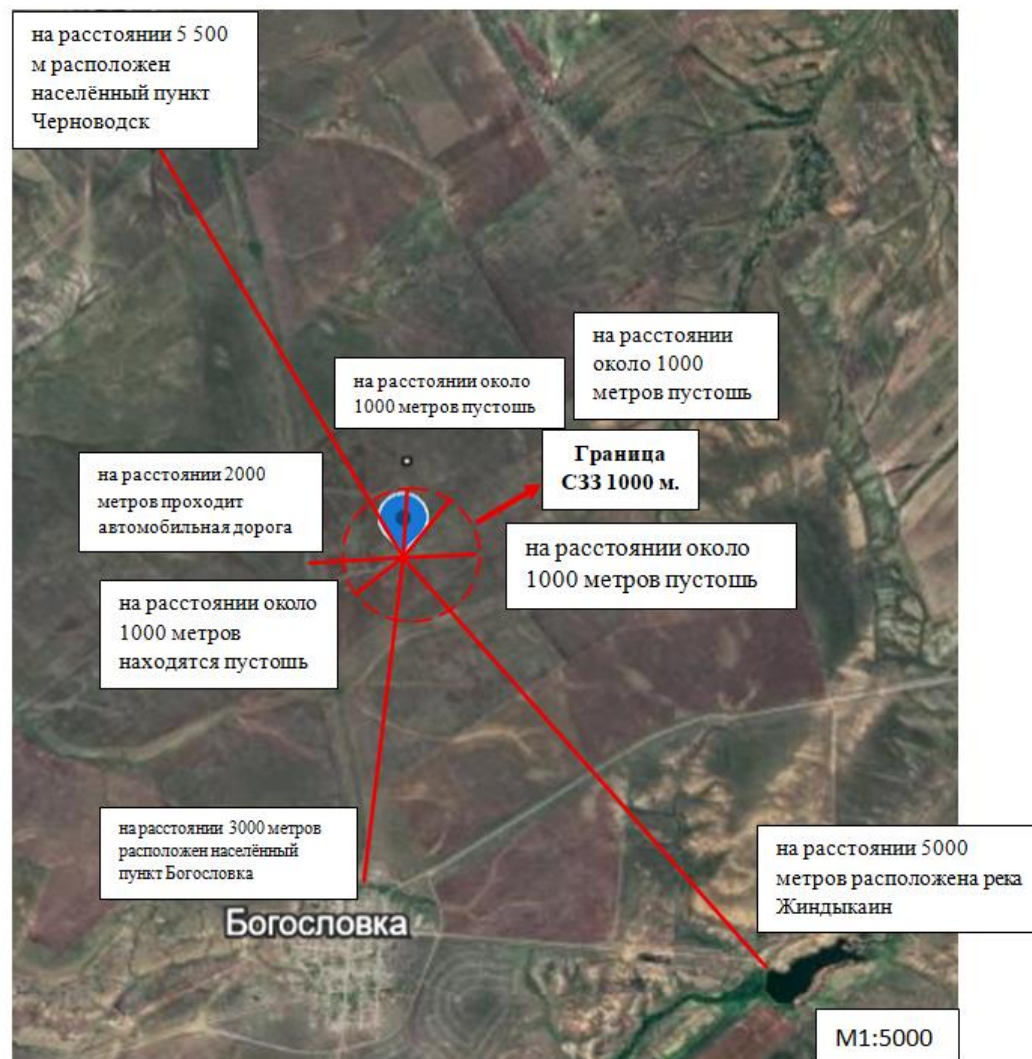 на расстоянии 5 500
м расположен
населённый пункт
Черноводск
на расстоянии
около 1000
метров пустошь
на расстоянии около
1000 метров пустошь
Граница
СЗЗ 1000 м.
на расстоянии 2000
метров проходит
автомобильная дорога
на расстоянии около
1000 метров пустошь
на расстоянии около
1000 метров
находятся пустошь
на расстоянии 3000 метров
расположен населённый
пункт Богословка
на расстоянии 5000
метров расположена река
Жиндыкаин
Богословка
М1:5000